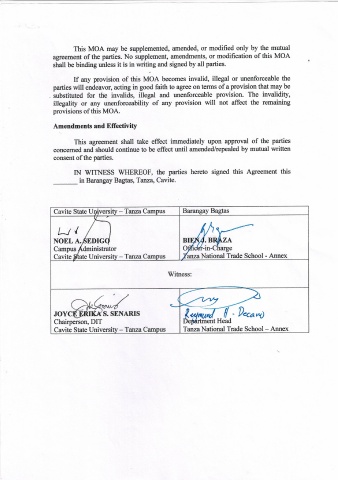 This MOA may be supplemented, amended, or modified only by the mutual
agreement of the parties. No supplement, amendments, or modification of this MOA
shall be binding unless it is in writing and signed by all parties.
If any provision of this MOA becomes invalid, illegal or unenforceable the
parties will endeavor, acting in good faith to agree on terms of a provision that may be
substituted for the invalids, illegal and unenforceable provision. The invalidity,
illegality or any unenforceability of any provision will not affect the remaining
provisions of this MOA.
Amendments and Effectivity
This agreement shall take effect immediately upon approval of the parties
concerned and should continue to be effect until amended/repealed by mutual written
consent of the parties.
IN WITNESS WHEREOF, the parties hereto signed this Agreement this
_______ in Barangay Bagtas, Tanza, Cavite.
Cavite State University – Tanza Campus
Barangay Bagtas
NOEL A. SEDIGO
Campus Administrator
Cavite State University – Tanza Campus
BIEN J. BRAZA
Officer-in-Charge
Tanza National Trade School - Annex
Witness:
JOYCE ERIKA S. SENARIS
Chairperson, DIT
Cavite State University – Tanza Campus
Raymund
Department Head
Tanza National Trade School – Annex